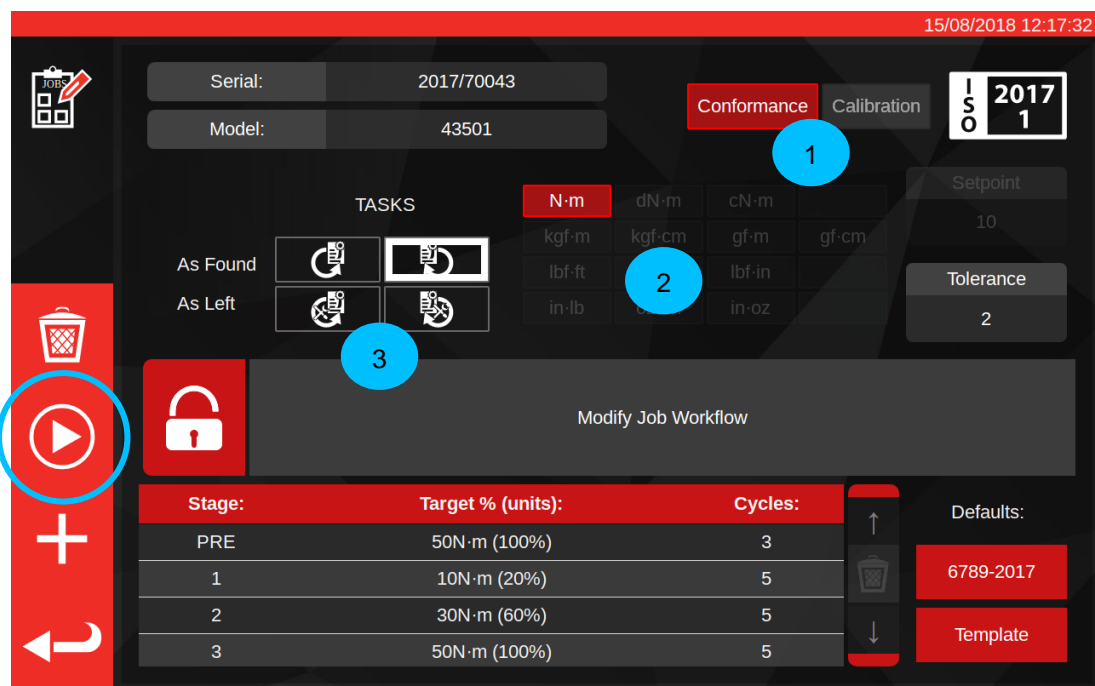 15/08/2018 12:17:32
JOBS
Serial: 2017/70043
Model: 43501
Conformance Calibration
ISO 2017 1
1
TASKS
N·m dN·m cN·m
kgf·m kgf·cm gf·m gf·cm
lbf·ft lbf·in
in·lb in·oz
2
Setpoint
10
Tolerance
2
As Found
As Left
3
Modify Job Workflow
Stage: Target % (units): Cycles:
PRE 50N·m (100%) 3
1 10N·m (20%) 5
2 30N·m (60%) 5
3 50N·m (100%) 5
↑
↓
Defaults:
6789-2017
Template